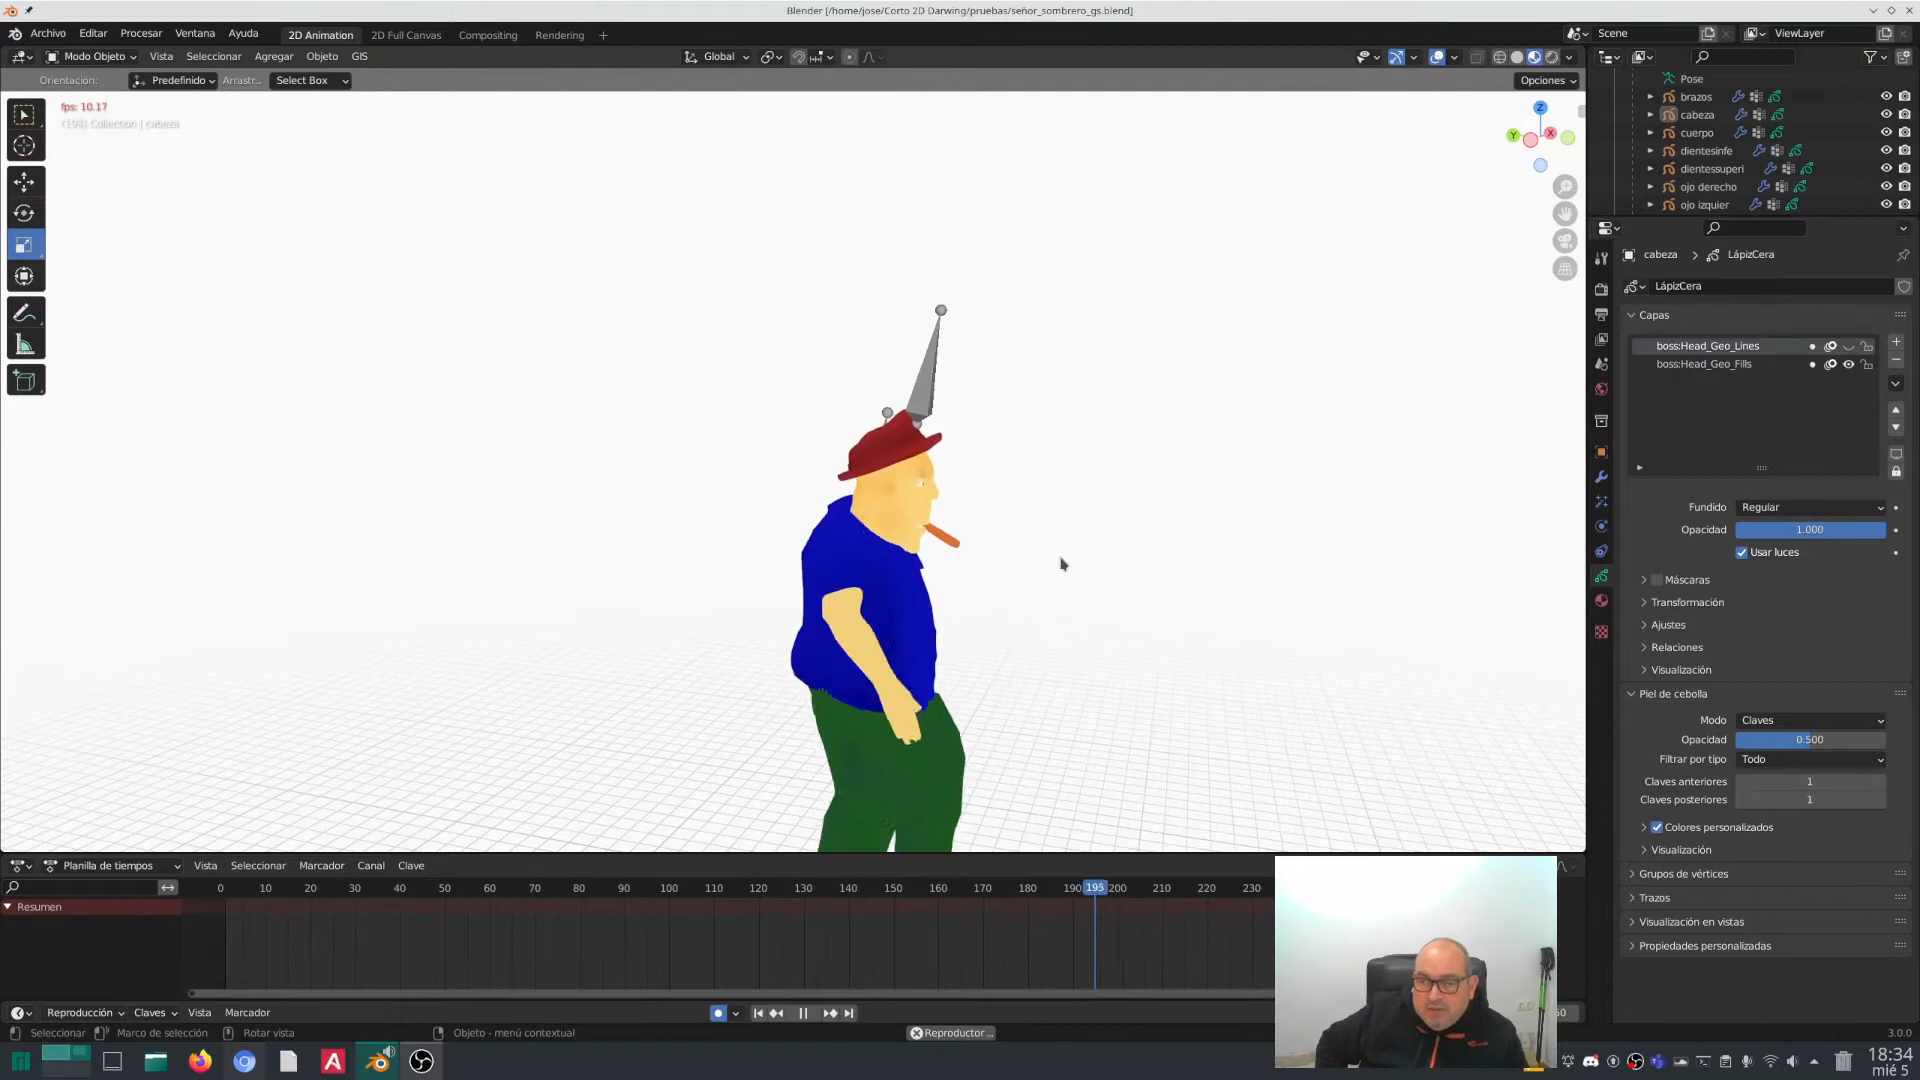 Blender [/home/jose/Corto 2D Darwing/pruebas/señor_sombrero_gs.blend]
Archivo Editar Procesar Ventana Ayuda 2D Animation 2D Full Canvas Compositing Rendering + Scene ViewLayer
Modo Objeto Vista Seleccionar Agregar Objeto GIS Global
Orientación: Predefinido Arrastr... Select Box Opciones
fps: 10.17
(196) Collection | cabeza
Z
Y
X
Pose
brazos
cabeza
cuerpo
dientesinfe
dientessuperi
ojo derecho
ojo izquier
cabeza > LápizCera
LápizCera
Capas
boss:Head_Geo_Lines
boss:Head_Geo_Fills
Fundido Regular
Opacidad 1.000
Usar luces
Máscaras
Transformación
Ajustes
Relaciones
Visualización
Piel de cebolla
Modo Claves
Opacidad 0.500
Filtrar por tipo Todo
Claves anteriores 1
Claves posteriores 1
Colores personalizados
Visualización
Grupos de vértices
Trazos
Visualización en vistas
Propiedades personalizadas
Planilla de tiempos Vista Seleccionar Marcador Canal Clave
0 10 20 30 40 50 60 70 80 90 100 110 120 130 140 150 160 170 180 190 195 200 210 220 230
Resumen
Reproducción Claves Vista Marcador
Seleccionar Marco de selección Rotar vista Objeto - menú contextual Reproductor ... 3.0.0
18:34
mié 5